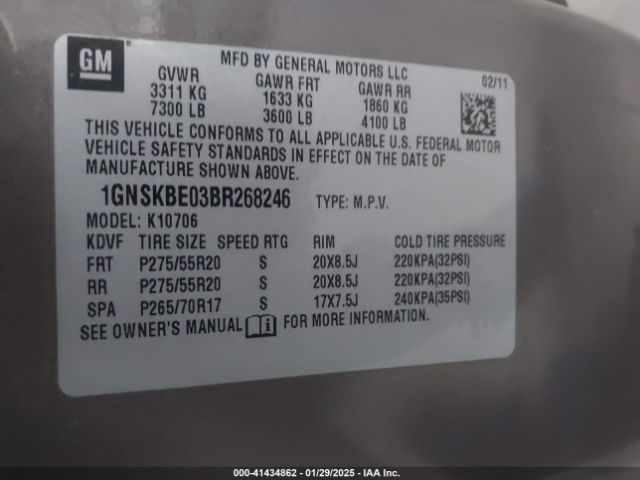 GM
MFD BY GENERAL MOTORS LLC
GVWR GAWR FRT GAWR RR 02/11
3311 KG 1633 KG 1860 KG
7300 LB 3600 LB 4100 LB
THIS VEHICLE CONFORMS TO ALL APPLICABLE U.S. FEDERAL MOTOR
VEHICLE SAFETY STANDARDS IN EFFECT ON THE DATE OF
MANUFACTURE SHOWN ABOVE.
1GNSKBE03BR268246 TYPE: M.P.V.
MODEL: K10706
KDVF TIRE SIZE SPEED RTG RIM COLD TIRE PRESSURE
FRT P275/55R20 S 20X8.5J 220KPA(32PSI)
RR P275/55R20 S 20X8.5J 220KPA(32PSI)
SPA P265/70R17 S 17X7.5J 240KPA(35PSI)
SEE OWNER'S MANUAL FOR MORE INFORMATION.
000-41434862 - 01/29/2025 - IAA Inc.